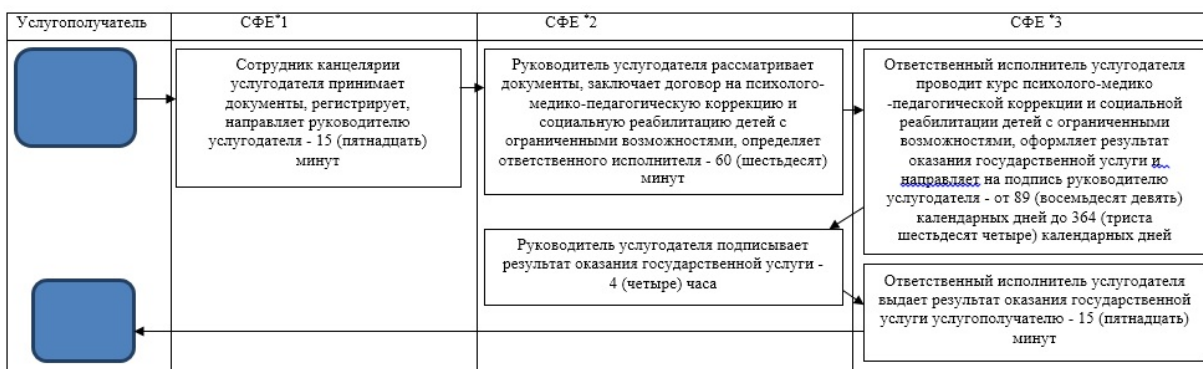 Услугополучатель
СФЕ*1
СФЕ *2
СФЕ *3
Сотрудник канцелярии
услугодателя принимает
документы, регистрирует,
направляет руководителю
услугодателя - 15 (пятнадцать)
минут
Руководитель услугодателя рассматривает
документы, заключает договор на психолого-
медико-педагогическую коррекцию и
социальную реабилитацию детей с
ограниченными возможностями, определяет
ответственного исполнителя - 60 (шестьдесят)
минут
Ответственный исполнитель услугодателя
проводит курс психолого-медико
-педагогической коррекции и социальной
реабилитации детей с ограниченными
возможностями, оформляет результат
оказания государственной услуги и
направляет на подпись руководителю
услугодателя - от 89 (восемьдесят девять)
календарных дней до 364 (триста
шестьдесят четыре) календарных дней
Руководитель услугодателя подписывает
результат оказания государственной услуги -
4 (четыре) часа
Ответственный исполнитель услугодателя
выдает результат оказания государственной
услуги услугополучателю - 15 (пятнадцать)
минут